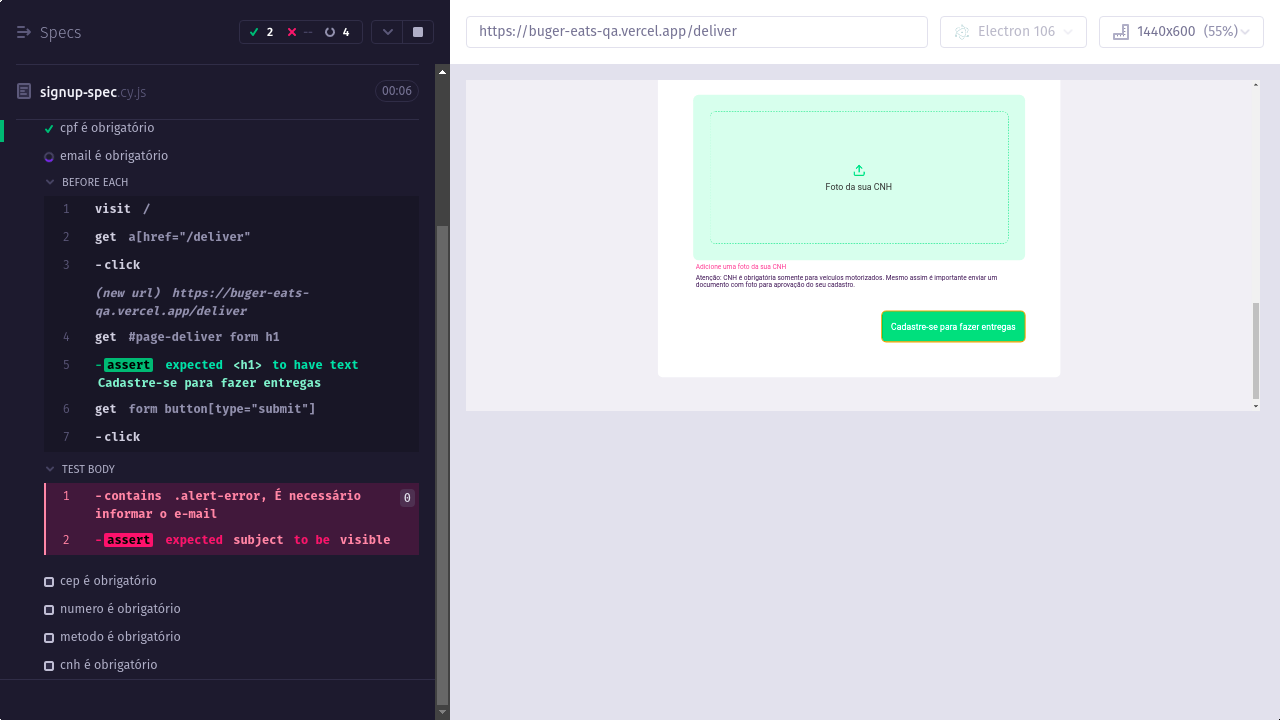 Specs
2
--
4
signup-spec.cy.js
00:06
cpf é obrigatório
email é obrigatório
BEFORE EACH
1 visit /
2 get a[href="/deliver"]
3 -click
(new url) https://buger-eats-
qa.vercel.app/deliver
4 get #page-deliver form h1
5 -assert expected <h1> to have text
Cadastre-se para fazer entregas
6 get form button[type="submit"]
7 -click
TEST BODY
1 -contains .alert-error, É necessário
informar o e-mail
0
2 -assert expected subject to be visible
cep é obrigatório
numero é obrigatório
metodo é obrigatório
cnh é obrigatório
https://buger-eats-qa.vercel.app/deliver
Electron 106
1440x600 (55%)
Foto da sua CNH
Adicione uma foto da sua CNH
Atenção: CNH é obrigatória somente para veículos motorizados. Mesmo assim é importante enviar um
documento com foto para aprovação do seu cadastro.
Cadastre-se para fazer entregas